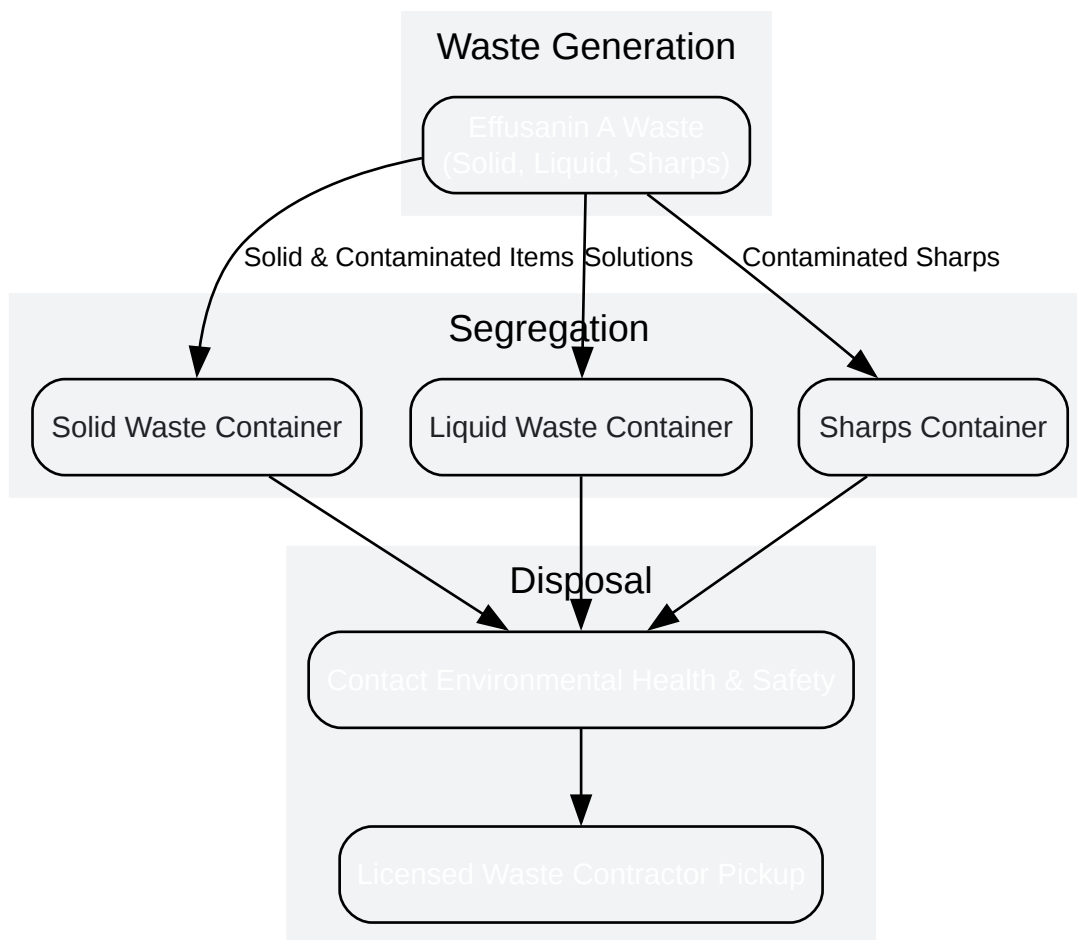 Waste Generation
Effusanin A Waste
(Solid, Liquid, Sharps)
Solid & Contaminated Items
Solutions
Contaminated Sharps
Segregation
Solid Waste Container
Liquid Waste Container
Sharps Container
Disposal
Contact Environmental Health & Safety
Licensed Waste Contractor Pickup